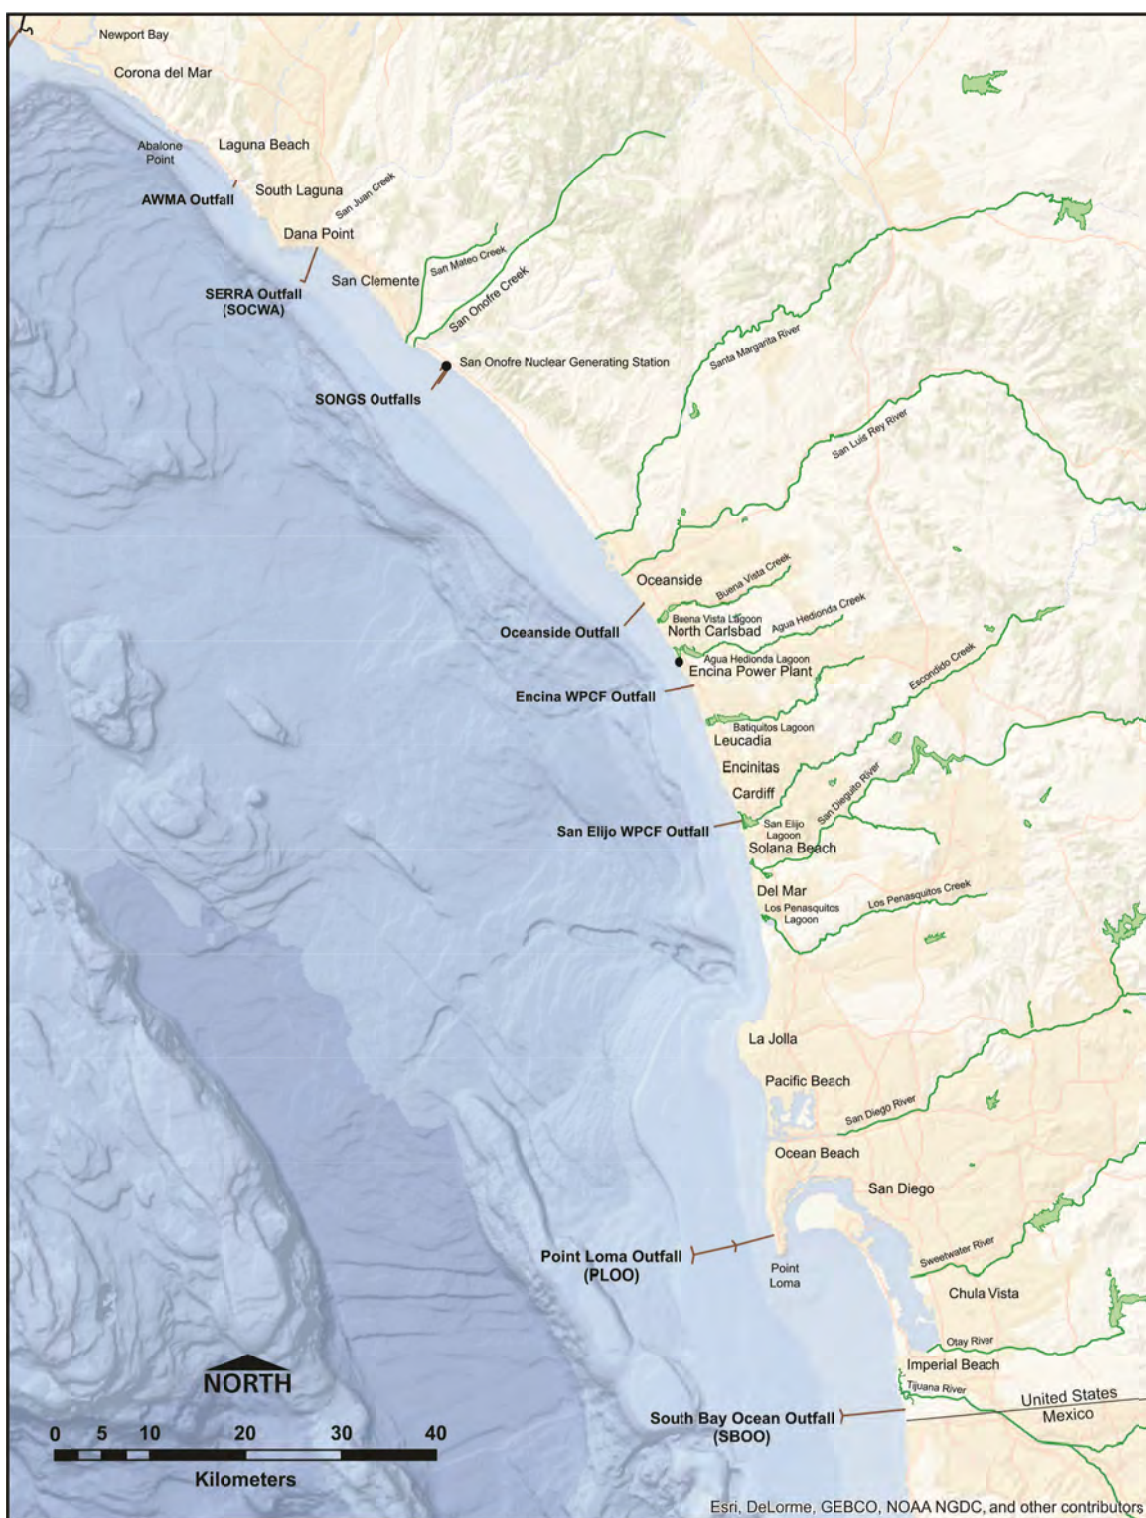 Newport Bay
Corona del Mar
Abalone
Point
Laguna Beach
AWMA Outfall
South Laguna
San Juan Creek
Dana Point
SERRA Outfall
(SOCWA)
San Clemente
San Mateo Creek
San Onofre Creek
San Onofre Nuclear Generating Station
SONGS Outfalls
Santa Margarita River
San Luis Rey River
Oceanside
Buena Vista Creek
Oceanside Outfall
Buena Vista Lagoon
North Carlsbad
Agua Hedionda Creek
Agua Hedionda Lagoon
Encina Power Plant
Encina WPCF Outfall
Escondido Creek
Batiquitos Lagoon
Leucadia
Encinitas
Cardiff
San Dieguito River
San Elijo WPCF Outfall
San Elijo
Lagoon
Solana Beach
Del Mar
Los Penasquitos
Lagoon
Los Penasquitos Creek
La Jolla
Pacific Beach
San Diego River
Ocean Beach
San Diego
Point Loma Outfall
(PLOO)
Point
Loma
Sweetwater River
Chula Vista
Otay River
Imperial Beach
Tijuana River
United States
Mexico
South Bay Ocean Outfall
(SBOO)
NORTH
0 5 10 20 30 40
Kilometers
Esri, DeLorme, GEBCO, NOAA NGDC, and other contributors